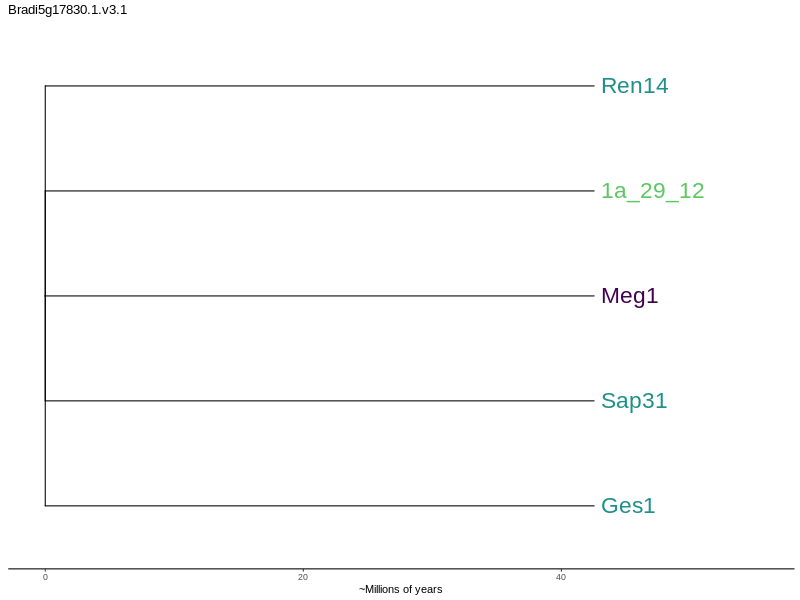 Bradi5g17830.1.v3.1
Ren14
1a_29_12
Meg1
Sap31
Ges1
0 20 40
~Millions of years